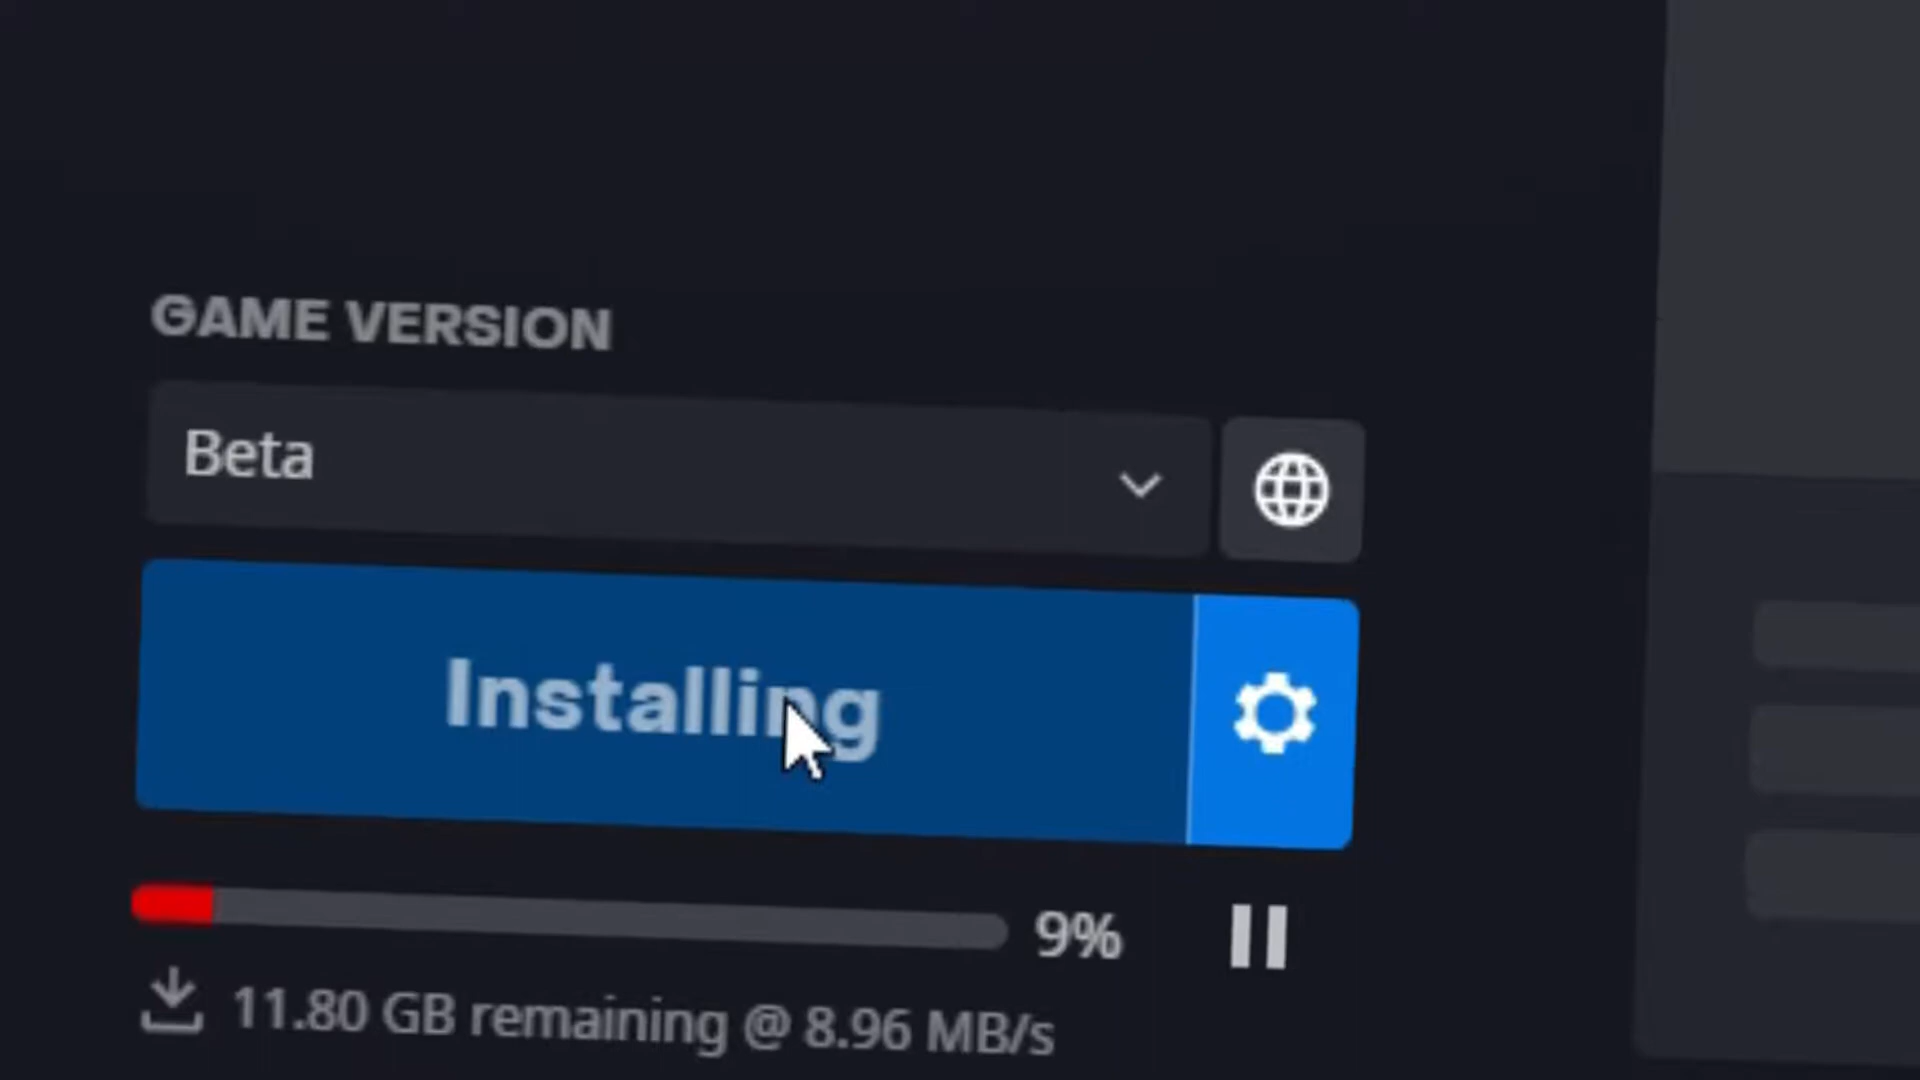 GAME VERSION
Beta
Installing
9%
11.80 GB remaining @ 8.96 MB/s